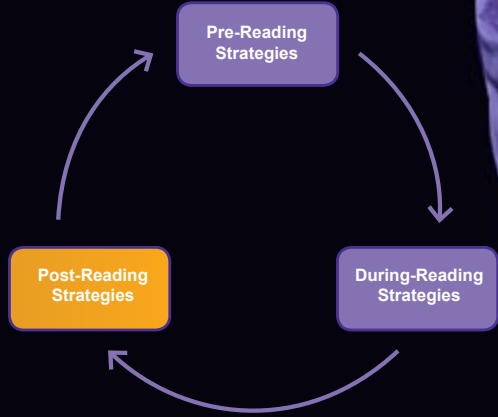 Pre-Reading
Strategies
Post-Reading
Strategies
During-Reading
Strategies